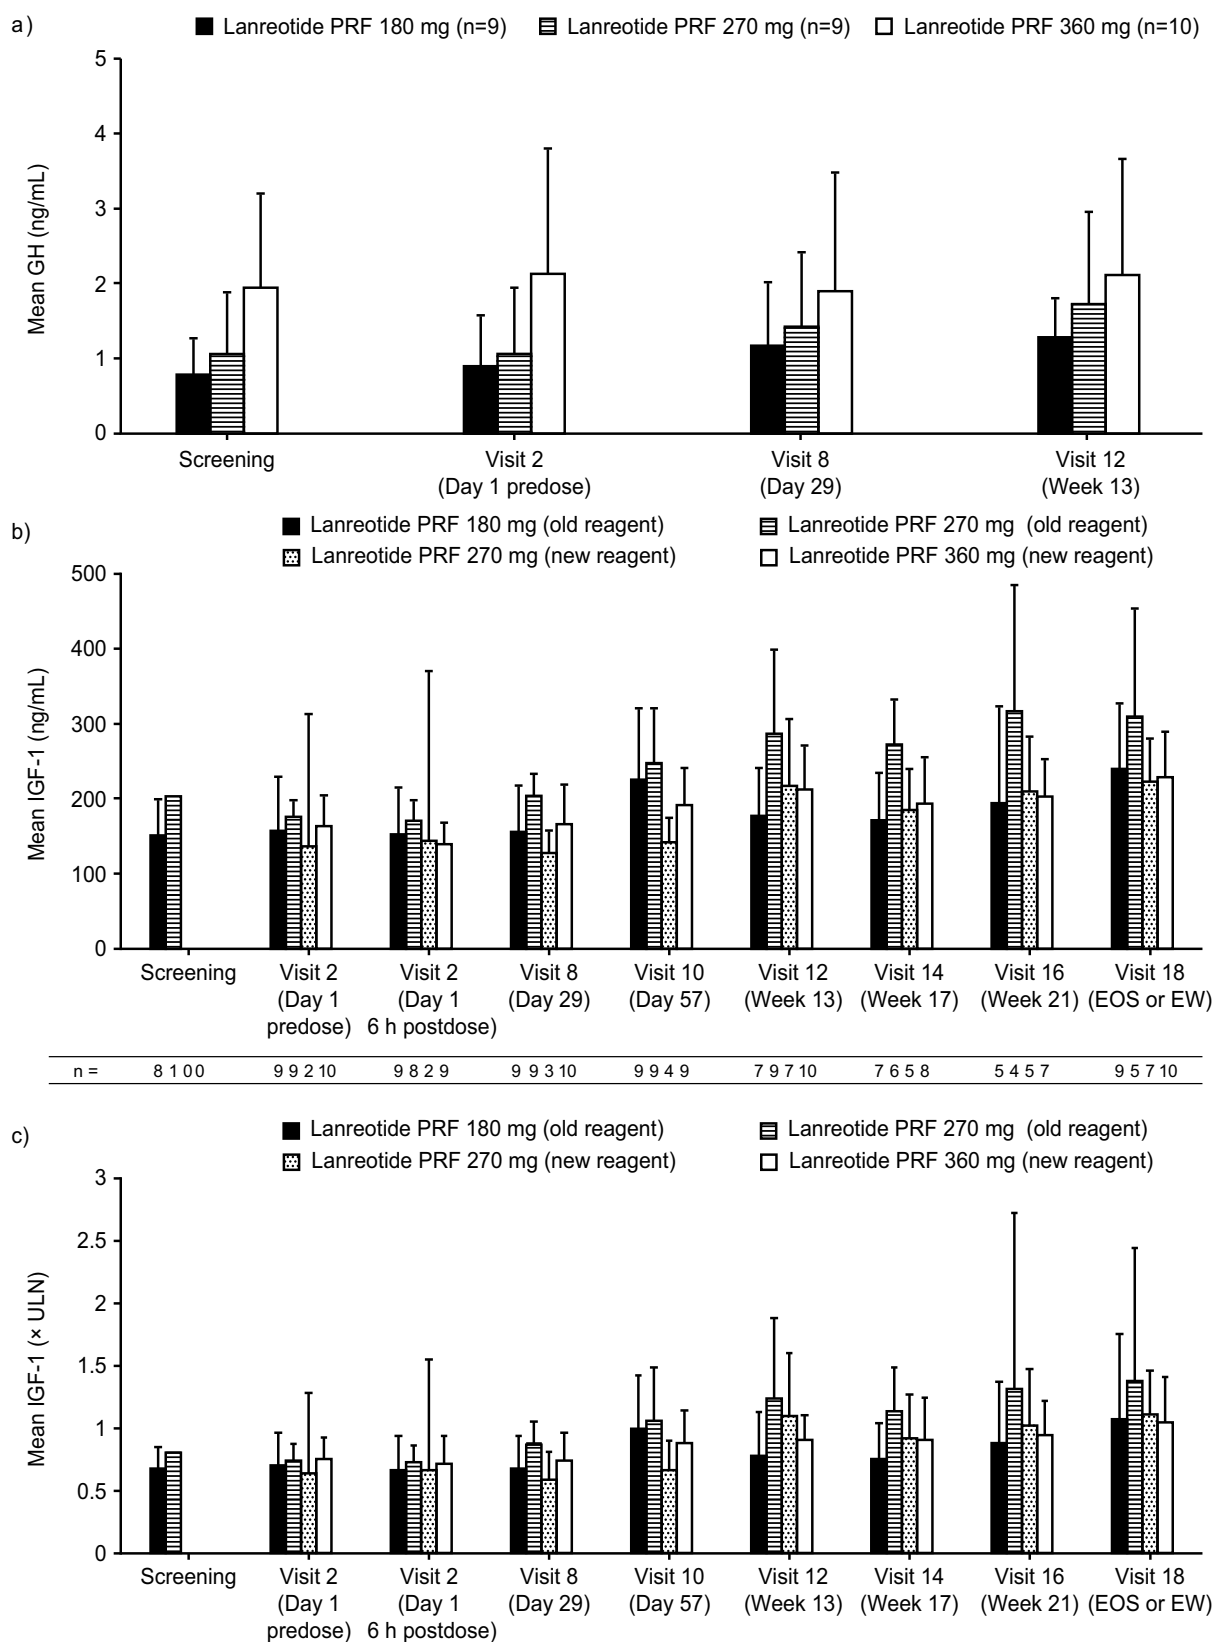 a)
Lanreotide PRF 180 mg (n=9) Lanreotide PRF 270 mg (n=9) Lanreotide PRF 360 mg (n=10)
5
4
3
2
1
0
Mean GH (ng/mL)
Screening Visit 2 Visit 8 Visit 12
(Day 1 predose) (Day 29) (Week 13)
b)
Lanreotide PRF 180 mg (old reagent) Lanreotide PRF 270 mg (old reagent)
Lanreotide PRF 270 mg (new reagent) Lanreotide PRF 360 mg (new reagent)
500
400
300
200
100
0
Mean IGF-1 (ng/mL)
Screening Visit 2 Visit 2 Visit 8 Visit 10 Visit 12 Visit 14 Visit 16 Visit 18
(Day 1 (Day 1 (Day 29) (Day 57) (Week 13) (Week 17) (Week 21) (EOS or EW)
predose) 6 h postdose)
n = 8 1 0 0 9 9 2 10 9 8 2 9 9 9 3 10 9 9 4 9 7 9 7 10 7 6 5 8 5 4 5 7 9 5 7 10
c)
Lanreotide PRF 180 mg (old reagent) Lanreotide PRF 270 mg (old reagent)
Lanreotide PRF 270 mg (new reagent) Lanreotide PRF 360 mg (new reagent)
3
2.5
2
1.5
1
0.5
0
Mean IGF-1 (× ULN)
Screening Visit 2 Visit 2 Visit 8 Visit 10 Visit 12 Visit 14 Visit 16 Visit 18
(Day 1 (Day 1 (Day 29) (Day 57) (Week 13) (Week 17) (Week 21) (EOS or EW)
predose) 6 h postdose)